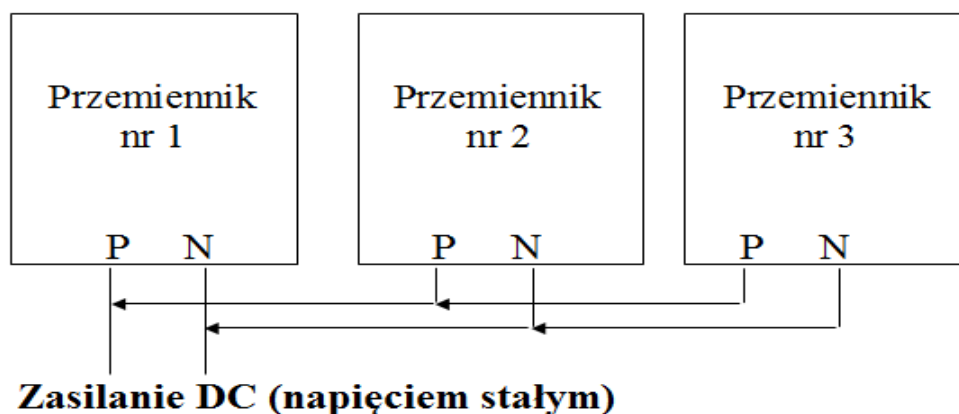 Przemiennik
nr 1
Przemiennik
nr 2
Przemiennik
nr 3
P N
P N
P N
Zasilanie DC (napięciem stałym)